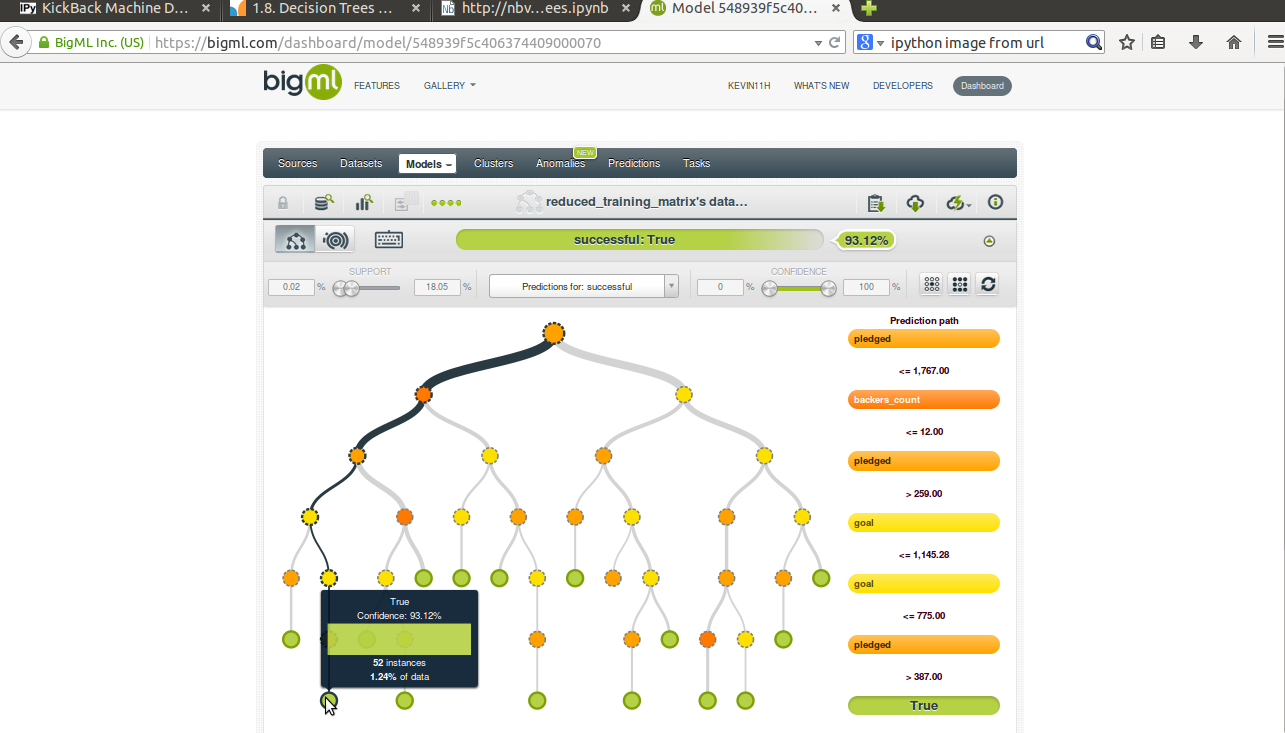 IPy KickBack Machine D...
1.8. Decision Trees ...
Nb http://nbv...ees.ipynb
ml Model 548939f5c40...
BigML Inc. (US) https://bigml.com/dashboard/model/548939f5c406374409000070
8 ipython image from url
bigml FEATURES GALLERY KEVIN11H WHAT'S NEW DEVELOPERS Dashboard
NEW
Sources Datasets Models Clusters Anomalies Predictions Tasks
reduced_training_matrix's data...
successful: True 93.12%
SUPPORT CONFIDENCE
0.02 % 18.05 % Predictions for: successful 0 % 100 %
Prediction path
pledged
<= 1,767.00
backers_count
<= 12.00
pledged
> 259.00
goal
<= 1,145.28
goal
<= 775.00
pledged
> 387.00
True
True
Confidence: 93.12%
52 instances
1.24% of data